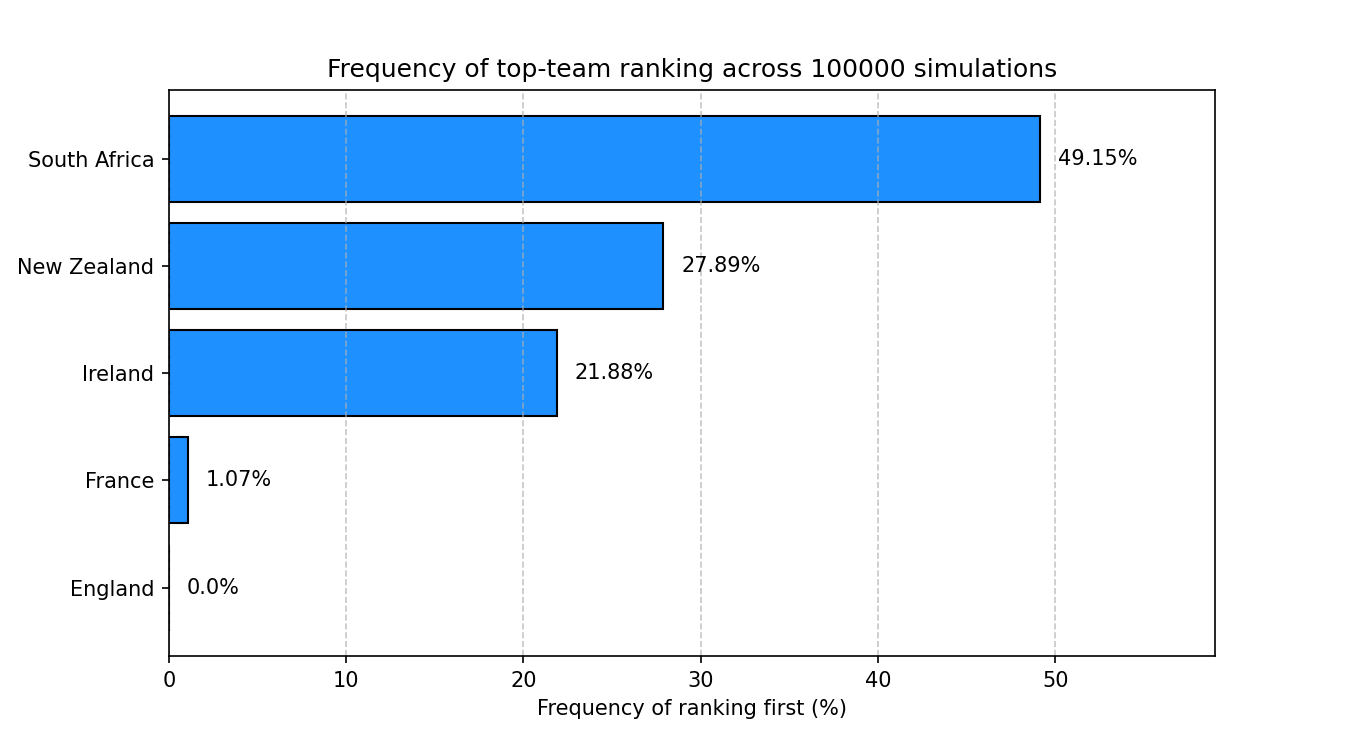 Frequency of top-team ranking across 100000 simulations
South Africa
49.15%
New Zealand
27.89%
Ireland
21.88%
France
1.07%
England
0.0%
0 10 20 30 40 50
Frequency of ranking first (%)